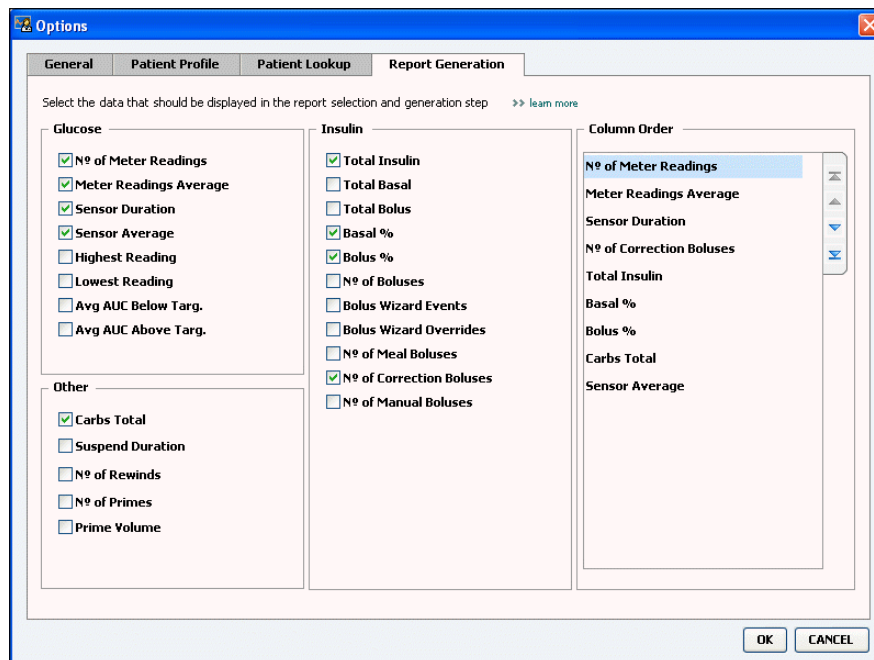 Options
General
Patient Profile
Patient Lookup
Report Generation
Select the data that should be displayed in the report selection and generation step >> learn more
Glucose
Nº of Meter Readings
Meter Readings Average
Sensor Duration
Sensor Average
Highest Reading
Lowest Reading
Avg AUC Below Targ.
Avg AUC Above Targ.
Other
Carbs Total
Suspend Duration
Nº of Rewinds
Nº of Primes
Prime Volume
Insulin
Total Insulin
Total Basal
Total Bolus
Basal %
Bolus %
Nº of Boluses
Bolus Wizard Events
Bolus Wizard Overrides
Nº of Meal Boluses
Nº of Correction Boluses
Nº of Manual Boluses
Column Order
Nº of Meter Readings
Meter Readings Average
Sensor Duration
Nº of Correction Boluses
Total Insulin
Basal %
Bolus %
Carbs Total
Sensor Average
OK
CANCEL